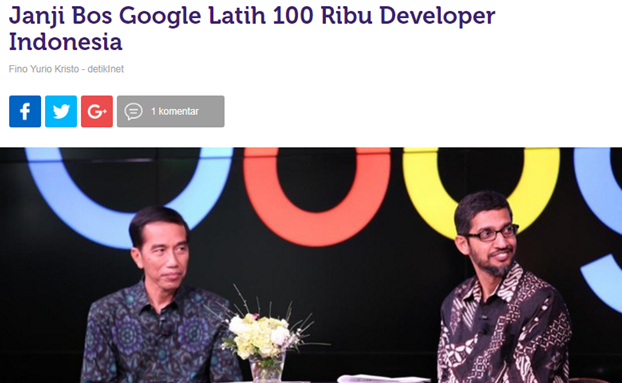 Janji Bos Google Latih 100 Ribu Developer
Indonesia
Fino Yurio Kristo - detikInet
1 komentar